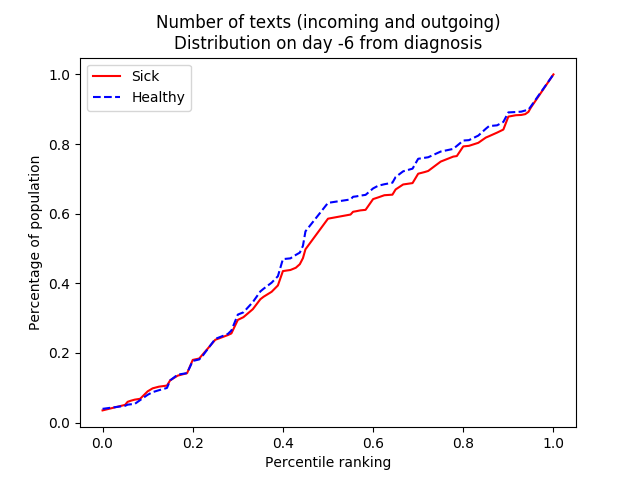 Number of texts (incoming and outgoing)
Distribution on day -6 from diagnosis
Sick
Healthy
Percentage of population
1.0
0.8
0.6
0.4
0.2
0.0
0.0 0.2 0.4 0.6 0.8 1.0
Percentile ranking